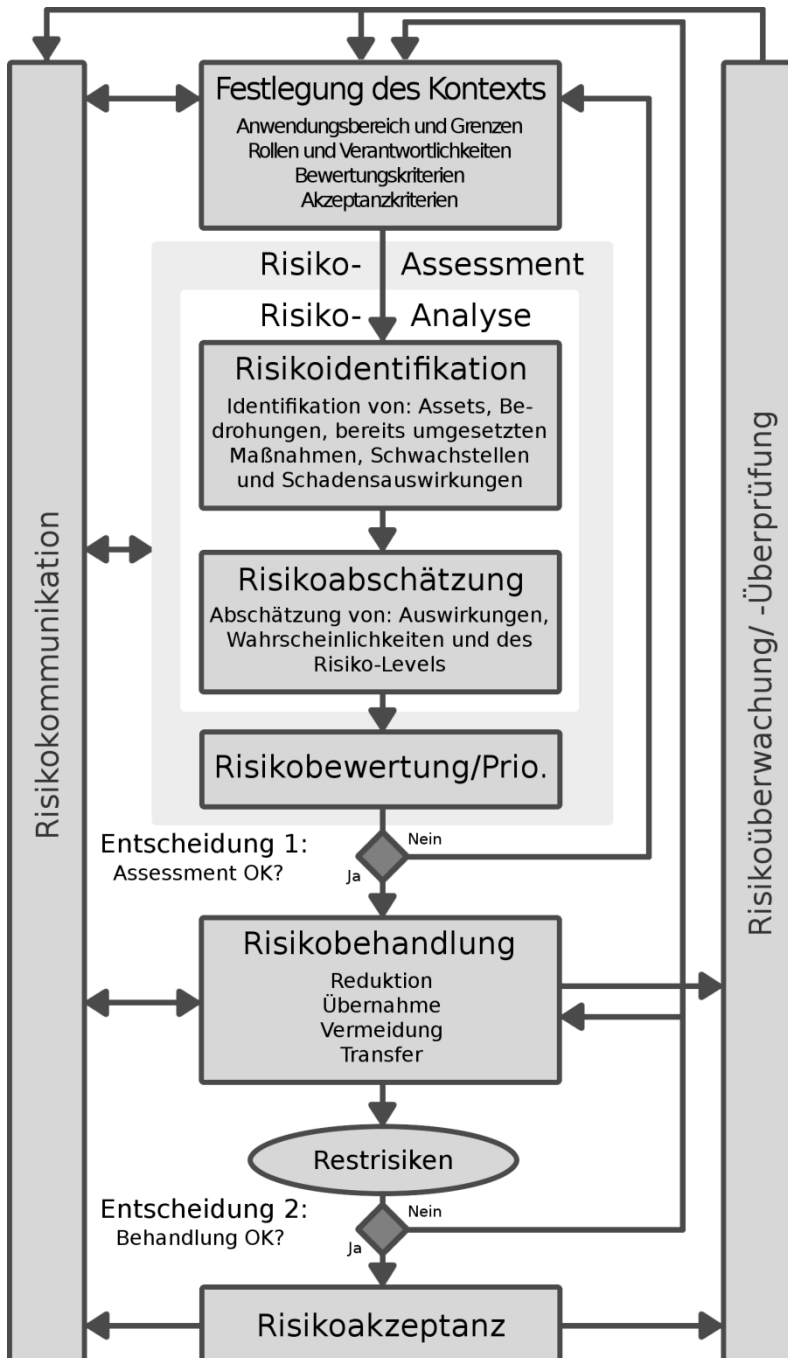 Festlegung des Kontexts
Anwendungsbereich und Grenzen
Rollen und Verantwortlichkeiten
Bewertungskriterien
Akzeptanzkriterien
Risiko- Assessment
Risiko- Analyse
Risikoidentifikation
Identifikation von: Assets, Be-
drohungen, bereits umgesetzten
Maßnahmen, Schwachstellen
und Schadensauswirkungen
Risikoabschätzung
Abschätzung von: Auswirkungen,
Wahrscheinlichkeiten und des
Risiko-Levels
Risikobewertung/Prio.
Entscheidung 1:
Assessment OK?
Nein
Ja
Risikobehandlung
Reduktion
Übernahme
Vermeidung
Transfer
Restrisiken
Entscheidung 2:
Behandlung OK?
Nein
Ja
Risikoakzeptanz
Risikokommunikation
Risikoüberwachung/ -Überprüfung